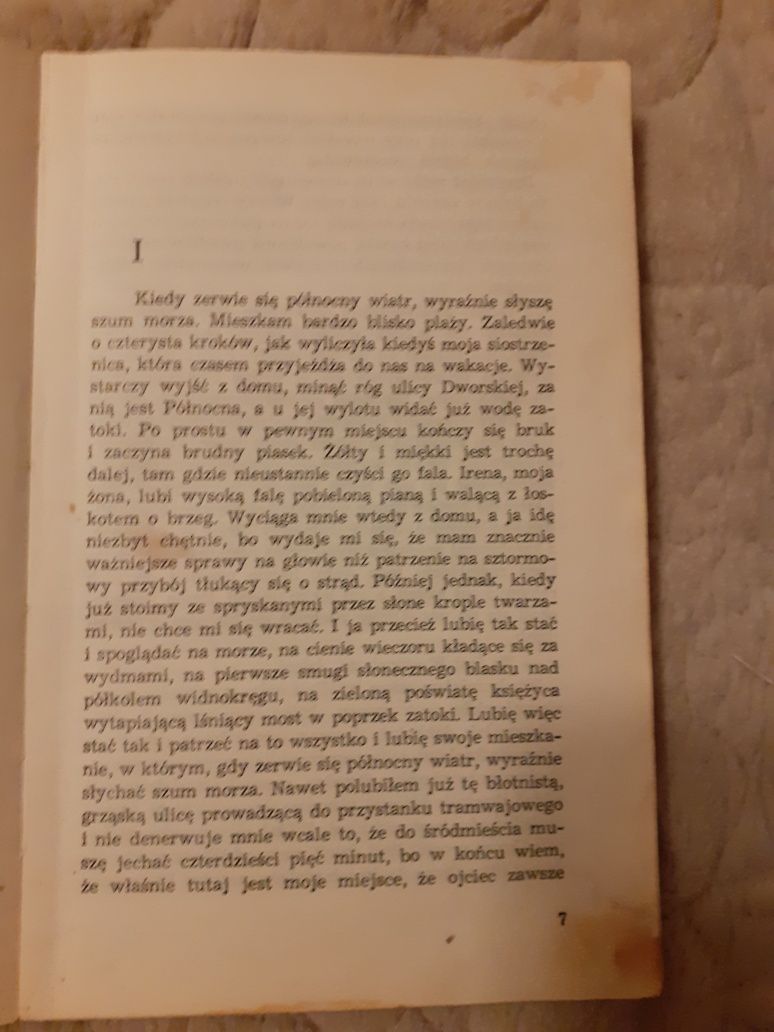 I
Kiedy zerwie się północny wiatr, wyraźnie słyszę
szum morza. Mieszkam bardzo blisko plaży. Zaledwie
o czterysta kroków, jak wyliczyła kiedyś moja siostrze-
nica, która czasem przyjeżdża do nas na wakacje. Wy-
starczy wyjść z domu, minąć róg ulicy Dworskiej, za
nią jest Północna, a u jej wylotu widać już wodę za-
toki. Po prostu w pewnym miejscu kończy się bruk
i zaczyna brudny piasek. Żółty i miękki jest trochę
dalej, tam gdzie nieustannie czyści go fala. Irena, moja
żona, lubi wysoką falę pobieloną pianą i walącą z łos-
kotem o brzeg. Wyciąga mnie wtedy z domu, a ja idę
niezbyt chętnie, bo wydaje mi się, że mam znacznie
ważniejsze sprawy na głowie niż patrzenie na sztormo-
wy przybój tłukący się o strąd. Później jednak, kiedy
już stoimy ze spryskanymi przez słone krople twarza-
mi, nie chce mi się wracać. I ja przecież lubię tak stać
i spoglądać na morze, na cienie wieczoru kładące się za
wydmami, na pierwsze smugi słonecznego blasku nad
półkolem widnokręgu, na zieloną poświatę księżyca
wytapiającą lśniący most w poprzek zatoki. Lubię więc
stać tak i patrzeć na to wszystko i lubię swoje mieszka-
nie, w którym, gdy zerwie się północny wiatr, wyraźnie
słychać szum morza. Nawet polubiłem już tę błotnistą,
grząską ulicę prowadzącą do przystanku tramwajowego
i nie denerwuje mnie wcale to, że do śródmieścia mu-
szę jechać czterdzieści pięć minut, bo w końcu wiem,
że właśnie tutaj jest moje miejsce, że ojciec zawsze
7